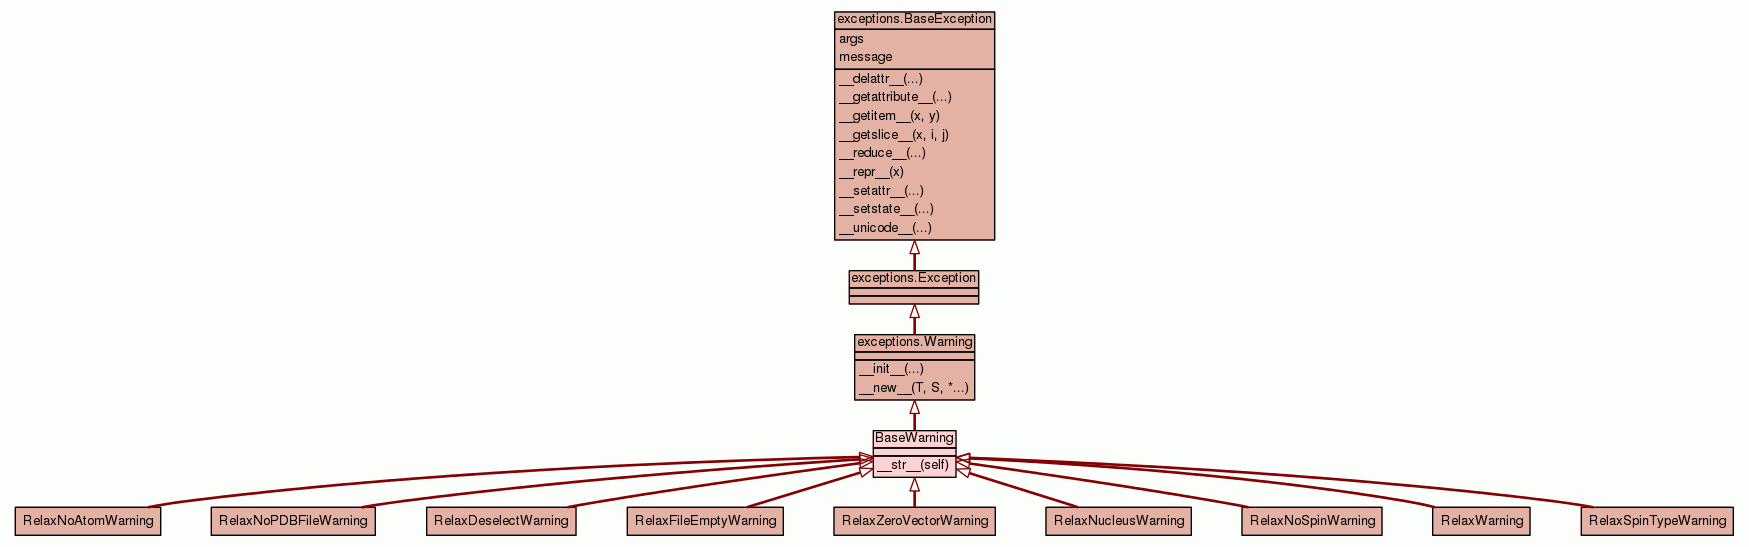 exceptions.BaseException
args
message
__delattr__(...)
__getattribute__(...)
__getitem__(x, y)
__getslice__(x, i, j)
__reduce__(...)
__repr__(x)
__setattr__(...)
__setstate__(...)
__unicode__(...)
exceptions.Exception
exceptions.Warning
__init__(...)
__new__(T, S, *...)
BaseWarning
__str__(self)
RelaxNoAtomWarning
RelaxNoPDBFileWarning
RelaxDeselectWarning
RelaxFileEmptyWarning
RelaxZeroVectorWarning
RelaxNucleusWarning
RelaxNoSpinWarning
RelaxWarning
RelaxSpinTypeWarning